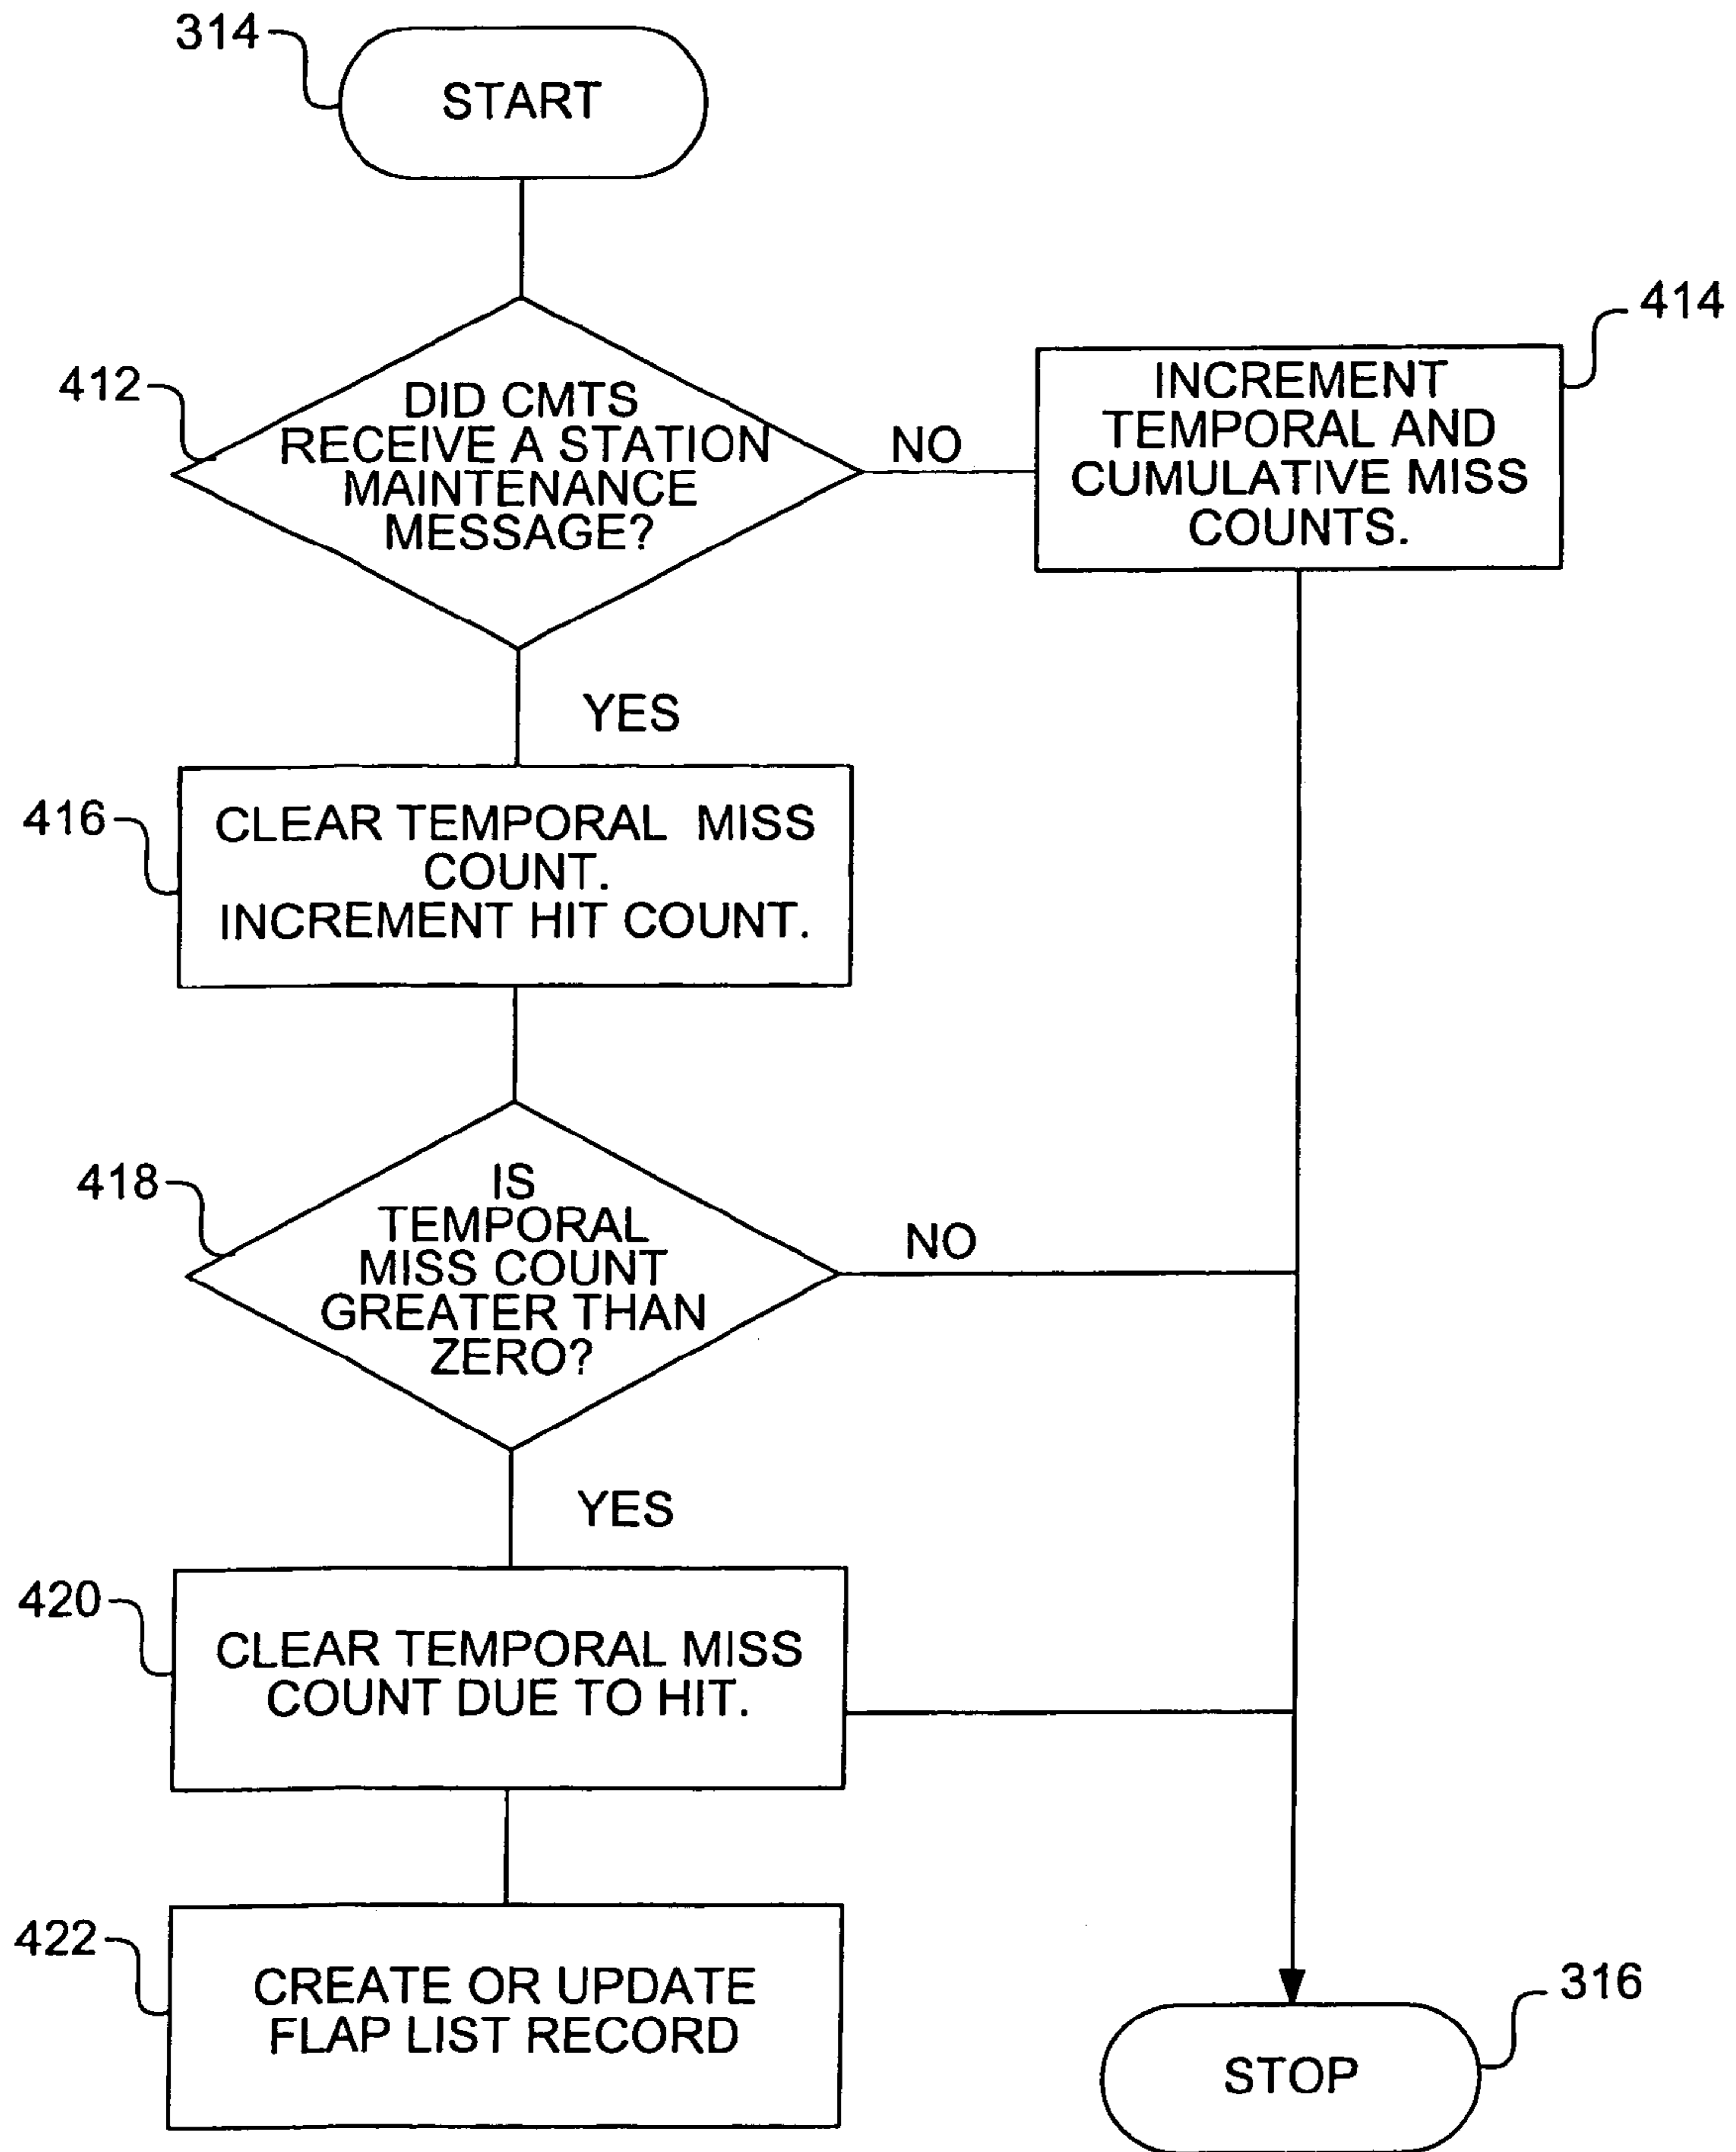 314
START
412
DID CMTS
RECEIVE A STATION
MAINTENANCE
MESSAGE?
NO
414
INCREMENT
TEMPORAL AND
CUMULATIVE MISS
COUNTS.
YES
416
CLEAR TEMPORAL MISS
COUNT.
INCREMENT HIT COUNT.
418
IS
TEMPORAL
MISS COUNT
GREATER THAN
ZERO?
NO
YES
420
CLEAR TEMPORAL MISS
COUNT DUE TO HIT.
422
CREATE OR UPDATE
FLAP LIST RECORD
316
STOP